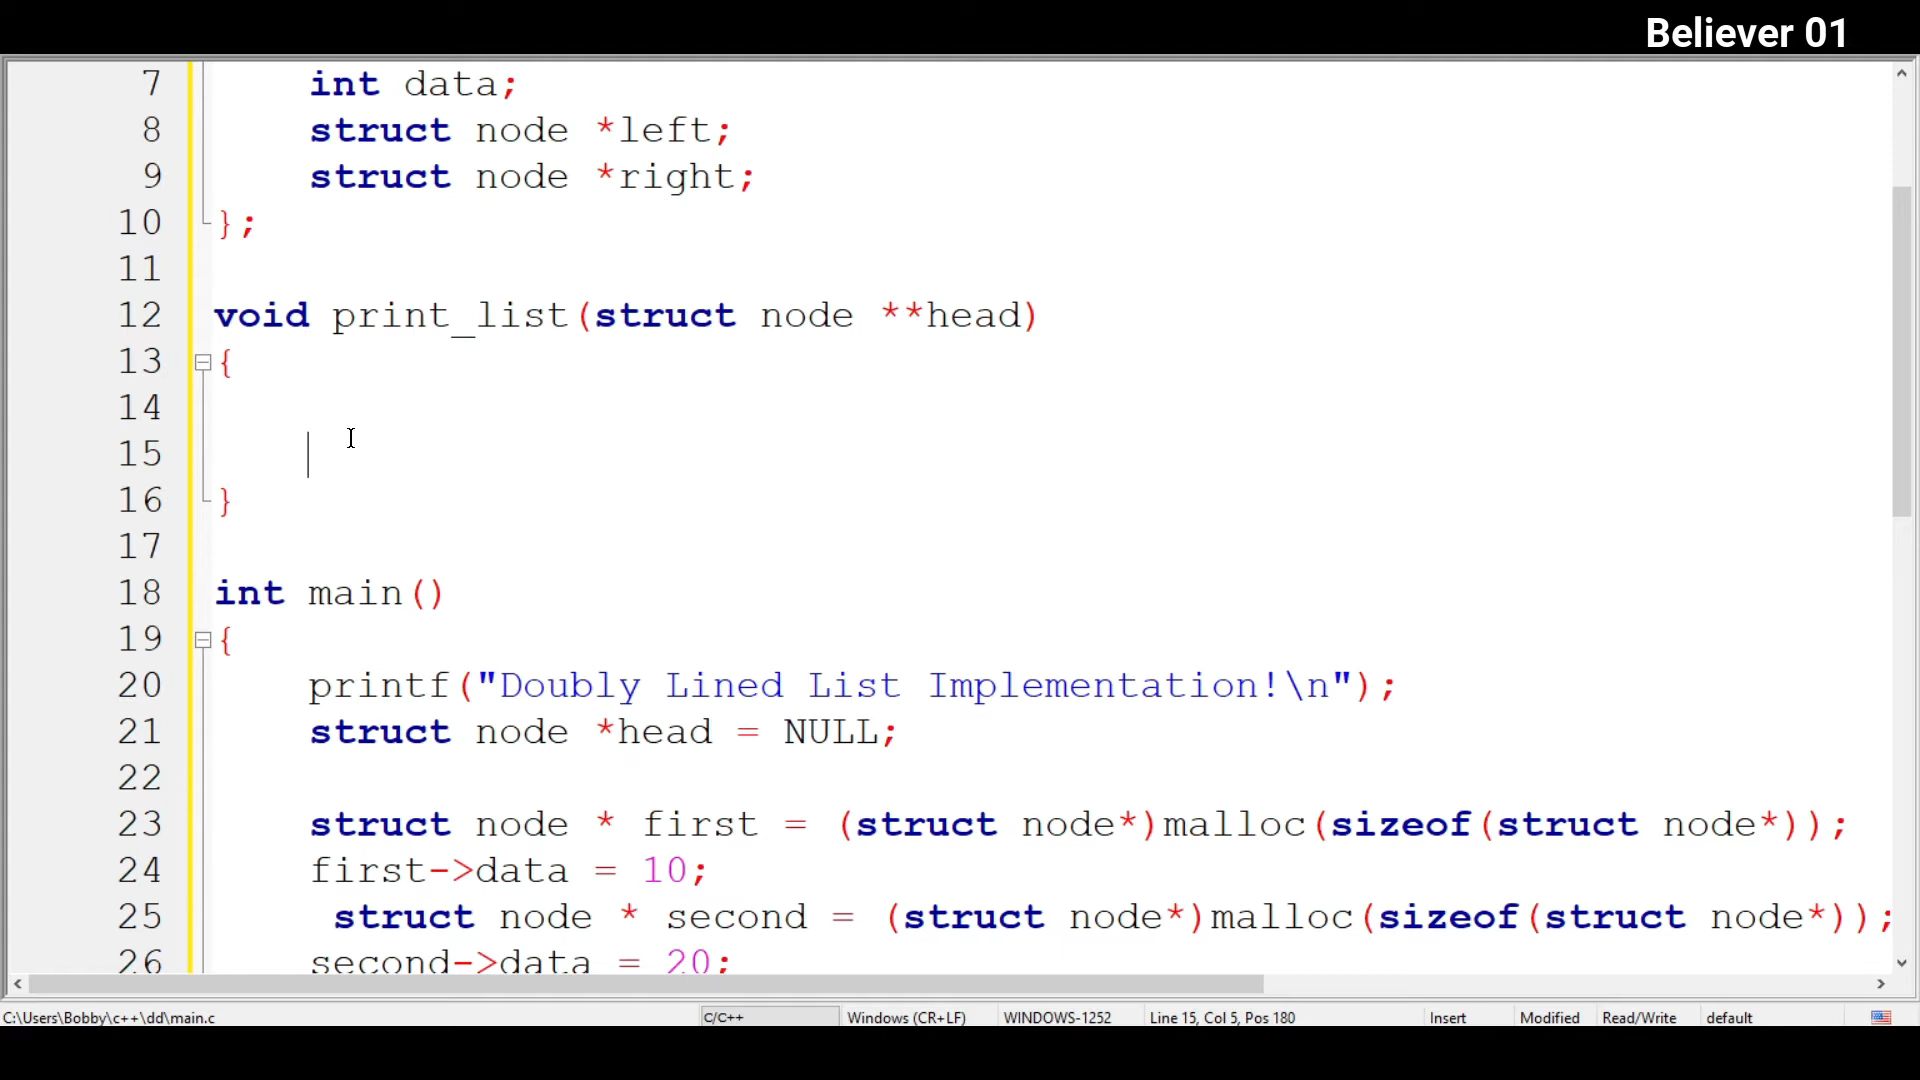 Believer 01
7 int data;
8 struct node *left;
9 struct node *right;
10 };
11
12 void print_list(struct node **head)
13 {
14
15
16 }
17
18 int main()
19 {
20 printf("Doubly Lined List Implementation!\n");
21 struct node *head = NULL;
22
23 struct node * first = (struct node*)malloc(sizeof(struct node*));
24 first->data = 10;
25 struct node * second = (struct node*)malloc(sizeof(struct node*));
26 second->data = 20;
C:\Users\Bobby\c++\dd\main.c C/C++ Windows (CR+LF) WINDOWS-1252 Line 15, Col 5, Pos 180 Insert Modified Read/Write default